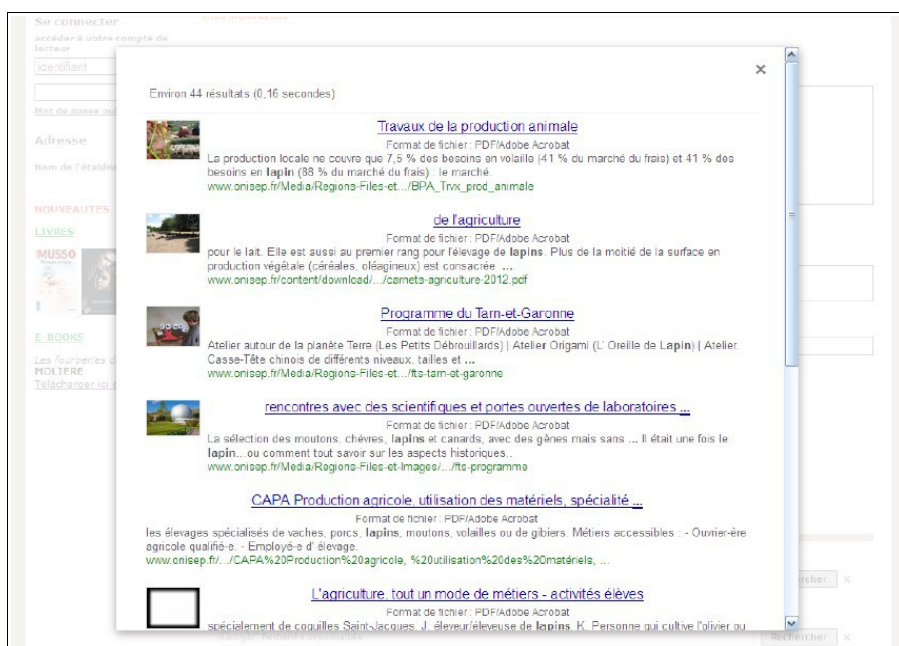 Se connecter
accéder à votre compte de
lecteur
identifiant
Mot de passe
Adresse
Nom de
NOUVEAUTES
LIVRES
MUSSO
E-BOOKS
Les fourberies
MOLIERE
Télécharger ici
Environ 44 résultats (0,16 secondes)
Travaux de la production animale
Format de fichier : PDF/Adobe Acrobat
La production locale ne couvre que 7,5 % des besoins en volaille (41 % du marché du frais) et 41 % des
besoins en lapin (88 % du marché du frais) : le marché.
www.onisep.fr/Media/Regions-Files-et.../BPA_Trvx_prod_animale
de l'agriculture
Format de fichier : PDF/Adobe Acrobat
pour le lait. Elle est aussi au premier rang pour l'élevage de lapins. Plus de la moitié de la surface en
production végétale (céréales, oléagineux) est consacrée ...
www.onisep.fr/content/download/.../carnets-agriculture-2012.pdf
Programme du Tarn-et-Garonne
Format de fichier : PDF/Adobe Acrobat
Atelier autour de la planète Terre (Les Petits Débrouillards) | Atelier Origami (L' Oreille de Lapin) | Atelier.
Casse-Tête chinois de différents niveaux, tailles et ...
www.onisep.fr/Media/Regions-Files-et.../fts-tarn-et-garonne
rencontres avec des scientifiques et portes ouvertes de laboratoires ...
Format de fichier : PDF/Adobe Acrobat
La sélection des moutons, chèvres, lapins et canards, avec des gènes mais sans ... Il était une fois le
lapin...ou comment tout savoir sur les aspects historiques,.
www.onisep.fr/Media/Regions-Files-et-Images/.../fts-programme
CAPA Production agricole, utilisation des matériels, spécialité ...
Format de fichier : PDF/Adobe Acrobat
les élevages spécialisés de vaches, porcs, lapins, moutons, volailles ou de gibiers. Métiers accessibles : - Ouvrier-ère
agricole qualifié-e. - Employé-e d' élevage.
www.onisep.fr/.../CAPA%20Production%20agricole, %20utilisation%20des%20matériels, ...
L'agriculture, tout un mode de métiers - activités élèves
Format de fichier : PDF/Adobe Acrobat
spécialement de coquilles Saint-Jacques. J. éleveur/éleveuse de lapins. K. Personne qui cultive l'olivier ou
Rechercher